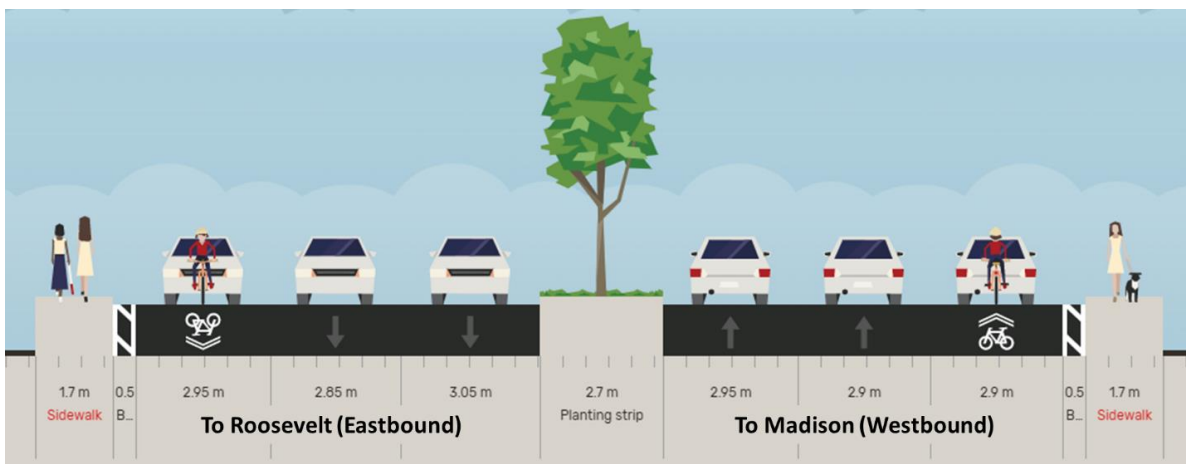 1.7 m
Sidewalk
0.5
B...
2.95 m
2.85 m
3.05 m
To Roosevelt (Eastbound)
2.7 m
Planting strip
2.95 m
2.9 m
2.9 m
To Madison (Westbound)
0.5
B...
1.7 m
Sidewalk